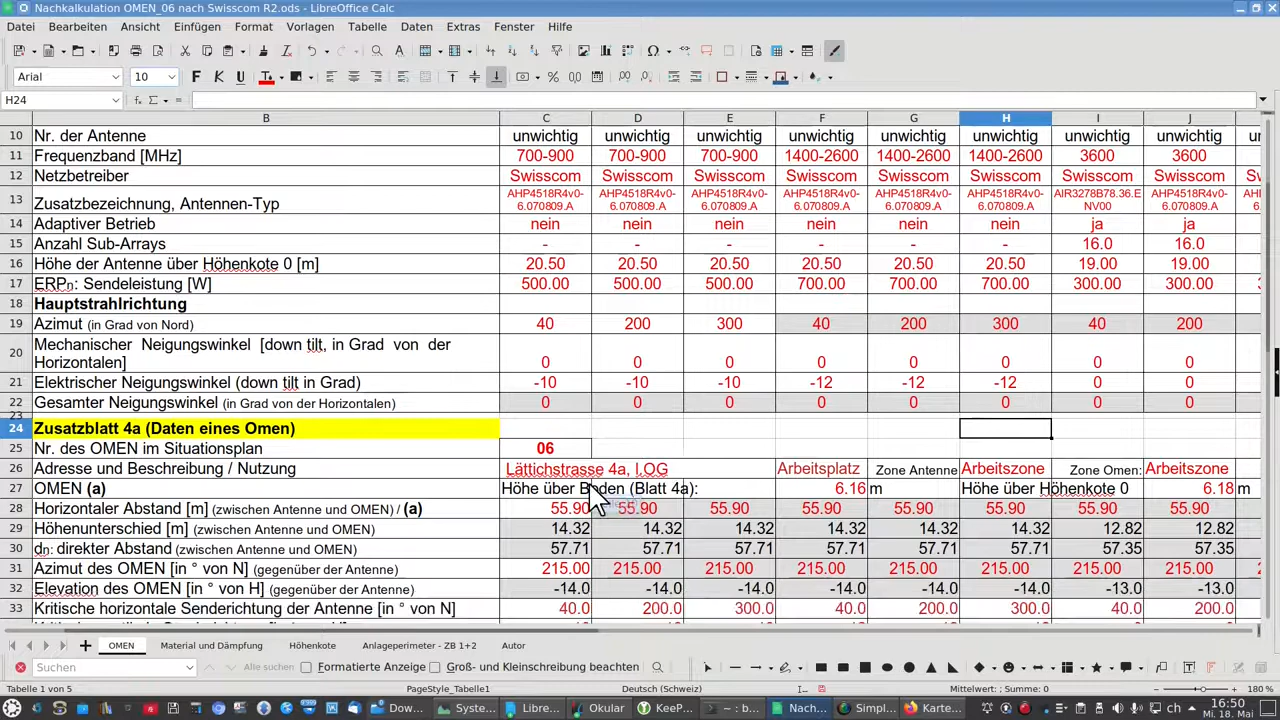 Nachkalkulation OMEN_06 nach Swisscom R2.ods - LibreOffice Calc
Datei Bearbeiten Ansicht Einfügen Format Vorlagen Tabelle Daten Extras Fenster Hilfe
Arial 10 F K U
H24
B C D E F G H I J
10 Nr. der Antenne unwichtig unwichtig unwichtig unwichtig unwichtig unwichtig unwichtig unwichtig
11 Frequenzband [MHz] 700-900 700-900 700-900 1400-2600 1400-2600 1400-2600 3600 3600
12 Netzbetreiber Swisscom Swisscom Swisscom Swisscom Swisscom Swisscom Swisscom Swisscom
AHP4518R4v0- AHP4518R4v0- AHP4518R4v0- AHP4518R4v0- AHP4518R4v0- AHP4518R4v0- AIR3278B78.36.E AHP4518R4v0-
13 Zusatzbezeichnung, Antennen-Typ 6.070809.A 6.070809.A 6.070809.A 6.070809.A 6.070809.A 6.070809.A NV00 6.070809.A
14 Adaptiver Betrieb nein nein nein nein nein nein ja ja
15 Anzahl Sub-Arrays - - - - - - 16.0 16.0
16 Höhe der Antenne über Höhenkote 0 [m] 20.50 20.50 20.50 20.50 20.50 20.50 19.00 19.00
17 ERPn: Sendeleistung [W] 500.00 500.00 500.00 700.00 700.00 700.00 300.00 300.00
18 Hauptstrahlrichtung
19 Azimut (in Grad von Nord) 40 200 300 40 200 300 40 200
Mechanischer Neigungswinkel [down tilt, in Grad von der
20 Horizontalen] 0 0 0 0 0 0 0 0
21 Elektrischer Neigungswinkel (down tilt in Grad) -10 -10 -10 -12 -12 -12 0 0
22 Gesamter Neigungswinkel (in Grad von der Horizontalen) 0 0 0 0 0 0 0 0
23
24 Zusatzblatt 4a (Daten eines Omen)
25 Nr. des OMEN im Situationsplan 06
26 Adresse und Beschreibung / Nutzung Lättichstrasse 4a, I.OG Arbeitsplatz Zone Antenne Arbeitszone Zone Omen: Arbeitszone
27 OMEN (a) Höhe über Boden (Blatt 4a): 6.16 m Höhe über Höhenkote 0 6.18 m
28 Horizontaler Abstand [m] (zwischen Antenne und OMEN) / (a) 55.90 55.90 55.90 55.90 55.90 55.90 55.90 55.90
29 Höhenunterschied [m] (zwischen Antenne und OMEN) 14.32 14.32 14.32 14.32 14.32 14.32 12.82 12.82
30 dn: direkter Abstand (zwischen Antenne und OMEN) 57.71 57.71 57.71 57.71 57.71 57.71 57.35 57.35
31 Azimut des OMEN [in ° von N) (gegenüber der Antenne) 215.00 215.00 215.00 215.00 215.00 215.00 215.00 215.00
32 Elevation des OMEN [in ° von H) (gegenüber der Antenne) -14.0 -14.0 -14.0 -14.0 -14.0 -14.0 -13.0 -13.0
33 Kritische horizontale Senderichtung der Antenne [in ° von N] 40.0 200.0 300.0 40.0 200.0 300.0 40.0 200.0
OMEN Material und Dämpfung Höhenkote Anlageperimeter - ZB 1+2 Autor
Suchen Alle suchen Formatierte Anzeige Groß- und Kleinschreibung beachten
Tabelle 1 von 5 PageStyle_Tabelle1 Deutsch (Schweiz) Mittelwert: ; Summe: 0 180 %
Dow... Syste... Libre... Okular KeeP... ~ : b... Nach... Simpl... Karte...
16:50
Mi. 18. Mai